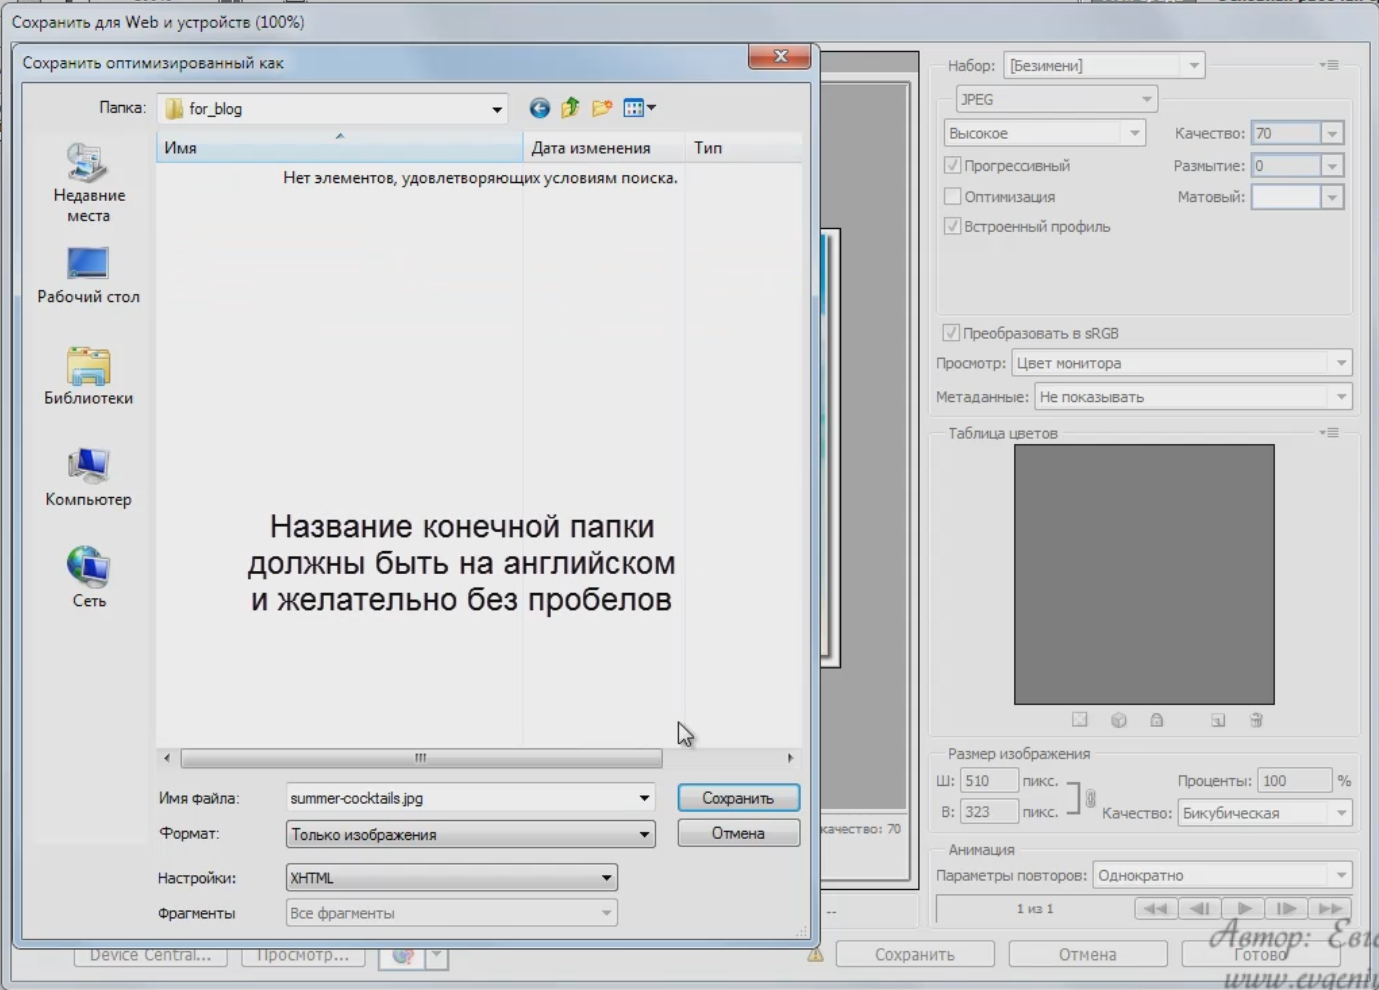 Сохранить для Web и устройств (100%)
Сохранить оптимизированный как
Папка: for_blog
Имя Дата изменения Тип
Нет элементов, удовлетворяющих условиям поиска.
Недавние
места
Рабочий стол
Библиотеки
Компьютер
Сеть
Название конечной папки
должны быть на английском
и желательно без пробелов
Имя файла: summer-cocktails.jpg Сохранить
Формат: Только изображения Отмена
Настройки: XHTML
Фрагменты Все фрагменты
Набор: [Безимени]
JPEG
Высокое Качество: 70
Прогрессивный Размытие: 0
Оптимизация Матовый:
Встроенный профиль
Преобразовать в sRGB
Просмотр: Цвет монитора
Метаданные: Не показывать
Таблица цветов
Размер изображения
Ш: 510 пикс. Проценты: 100 %
В: 323 пикс. Качество: Бикубическая
качество: 70
Анимация
Параметры повторов: Однократно
--
1 из 1
Device Central... Просмотр... Сохранить Отмена Готово
Автор: